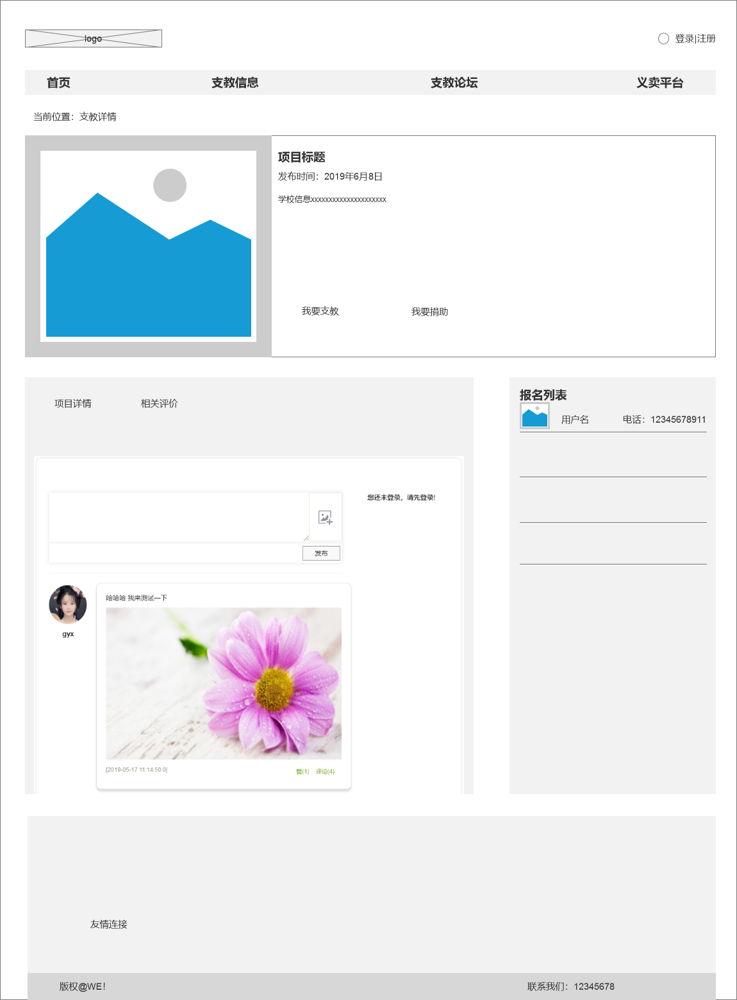 logo
登录|注册
首页
支教信息
支教论坛
义卖平台
当前位置：支教详情
项目标题
发布时间：2019年6月8日
学校信息xxxxxxxxxxxxxxxxxxxxx
我要支教
我要捐助
项目详情
相关评价
您还未登录，请先登录!
发布
gyx
哈哈哈 我来测试一下
[2019-05-17 11:14:50.0]
赞(1) 评论(4)
报名列表
用户名
电话：12345678911
友情连接
版权@WE！
联系我们：12345678